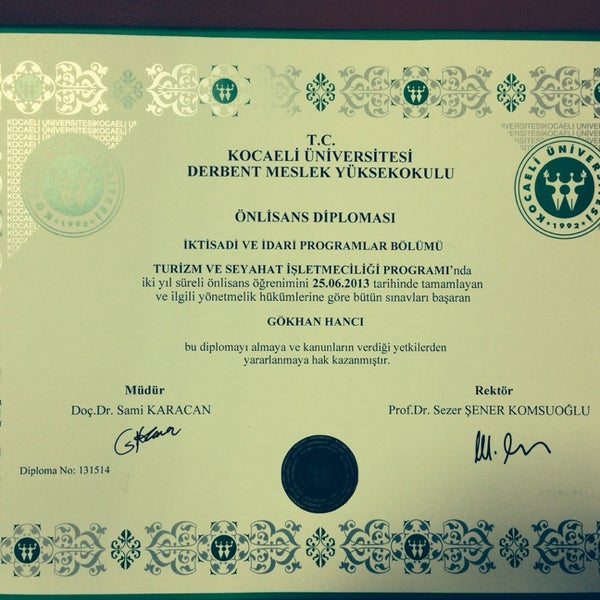 T.C.
KOCAELİ ÜNİVERSİTESİ
DERBENT MESLEK YÜKSEKOKULU
KOCAELİ ÜNİVERSİTESİ
1992
ÖNLİSANS DİPLOMASI
İKTİSADİ VE İDARİ PROGRAMLAR BÖLÜMÜ
TURİZM VE SEYAHAT İŞLETMECİLİĞİ PROGRAMI'nda
iki yıl süreli önlisans öğrenimini 25.06.2013 tarihinde tamamlayan
ve ilgili yönetmelik hükümlerine göre bütün sınavları başaran
GÖKHAN HANCI
bu diplomayı almaya ve kanunların verdiği yetkilerden
yararlanmaya hak kazanmıştır.
Müdür
Doç.Dr. Sami KARACAN
Rektör
Prof.Dr. Sezer ŞENER KOMSUOĞLU
Diploma No: 131514